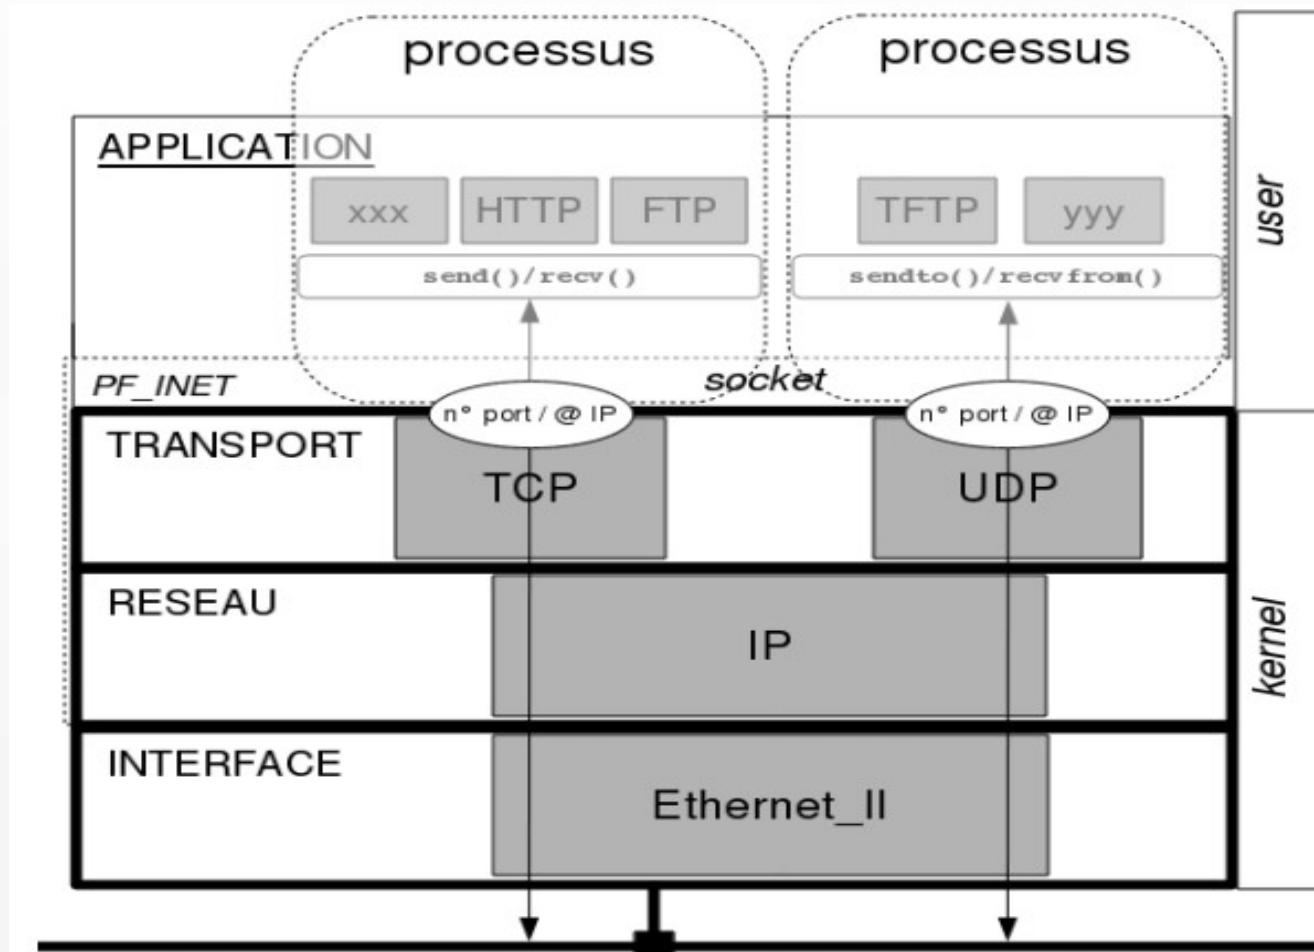 processus
processus
APPLICATION
xxx
HTTP
FTP
TFTP
yyy
send()/recv()
sendto()/recvfrom()
user
PF_INET
socket
n° port / @ IP
n° port / @ IP
TRANSPORT
TCP
UDP
RESEAU
IP
kernel
INTERFACE
Ethernet_II